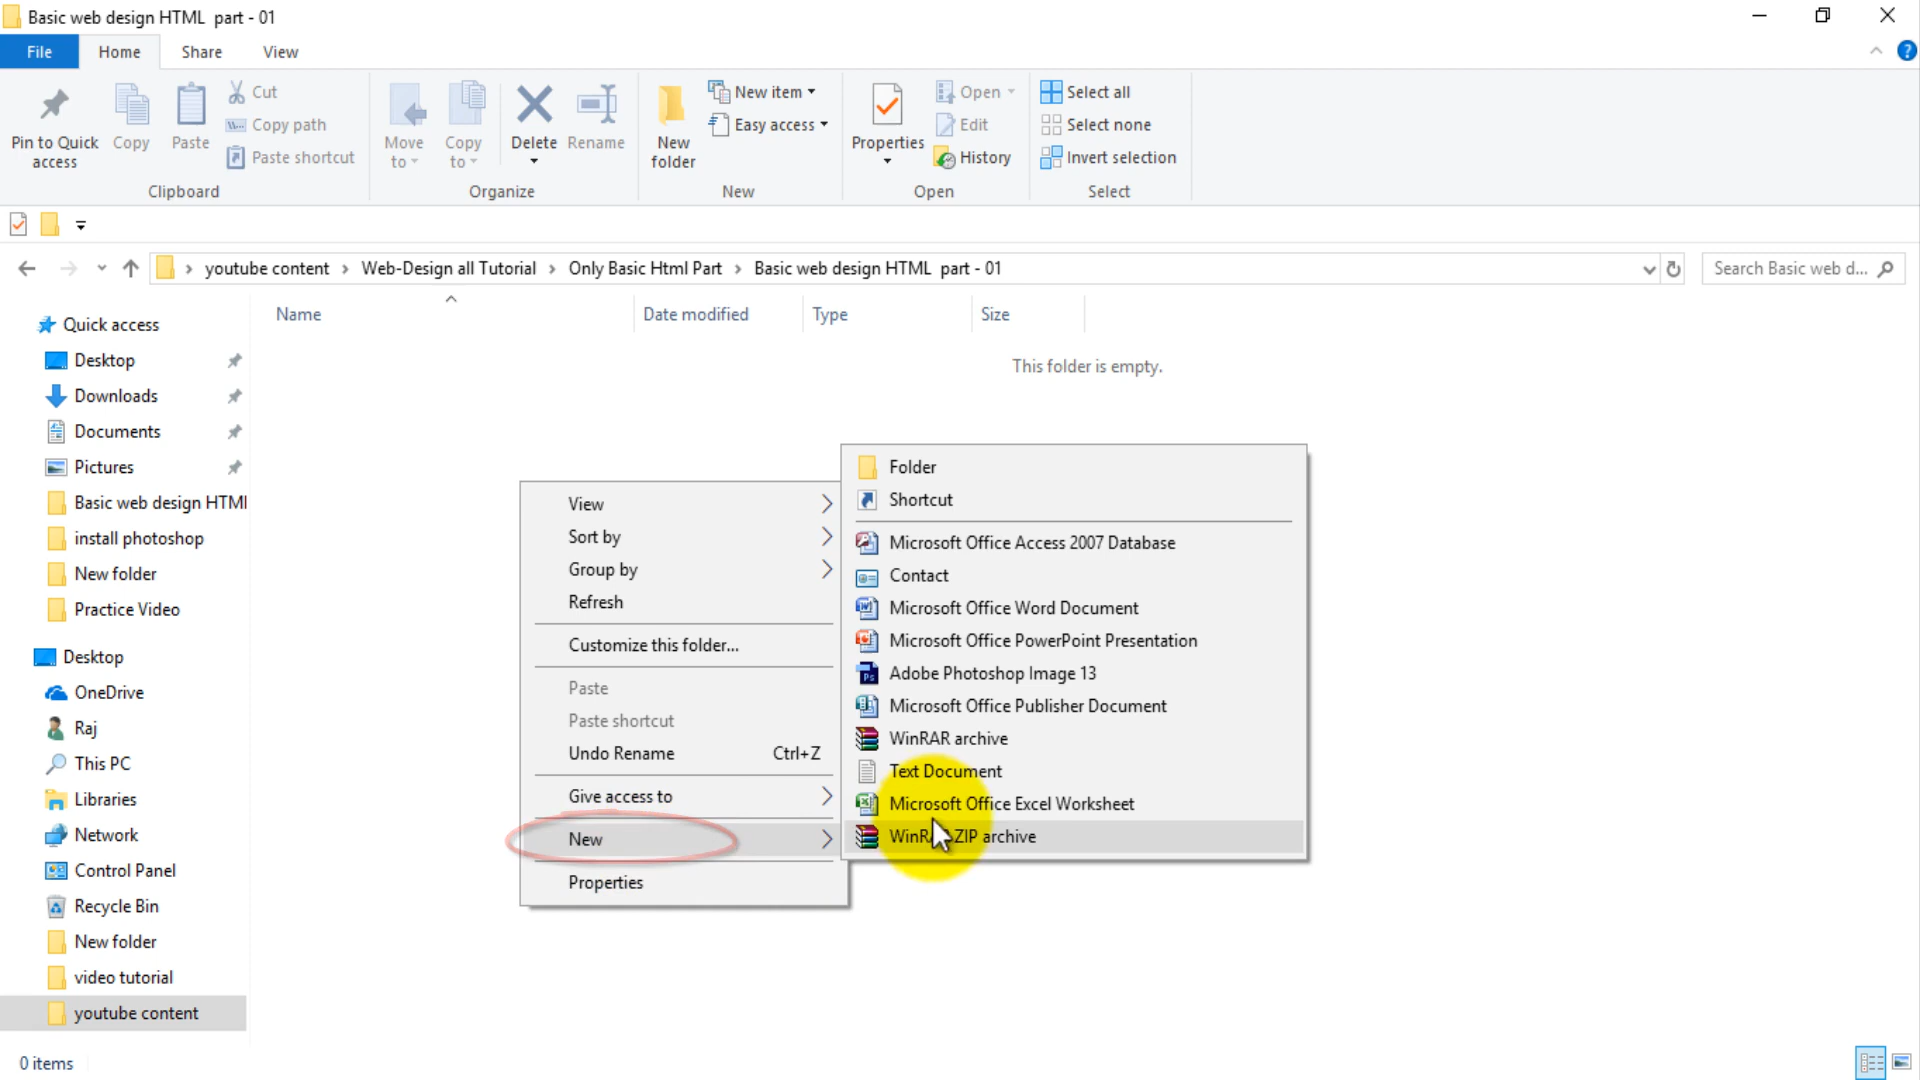 Basic web design HTML  part - 01
File
Home
Share
View
Pin to Quick access
Copy
Paste
Cut
Copy path
Paste shortcut
Clipboard
Move to
Copy to
Delete
Rename
Organize
New folder
New item
Easy access
New
Properties
Open
Edit
History
Open
Select all
Select none
Invert selection
Select
youtube content > Web-Design all Tutorial > Only Basic Html Part > Basic web design HTML  part - 01
Search Basic web d...
Name
Date modified
Type
Size
This folder is empty.
Quick access
Desktop
Downloads
Documents
Pictures
Basic web design HTML
install photoshop
New folder
Practice Video
Desktop
OneDrive
Raj
This PC
Libraries
Network
Control Panel
Recycle Bin
New folder
video tutorial
youtube content
View
Sort by
Group by
Refresh
Customize this folder...
Paste
Paste shortcut
Undo Rename Ctrl+Z
Give access to
New
Properties
Folder
Shortcut
Microsoft Office Access 2007 Database
Contact
Microsoft Office Word Document
Microsoft Office PowerPoint Presentation
Adobe Photoshop Image 13
Microsoft Office Publisher Document
WinRAR archive
Text Document
Microsoft Office Excel Worksheet
WinRAR ZIP archive
0 items